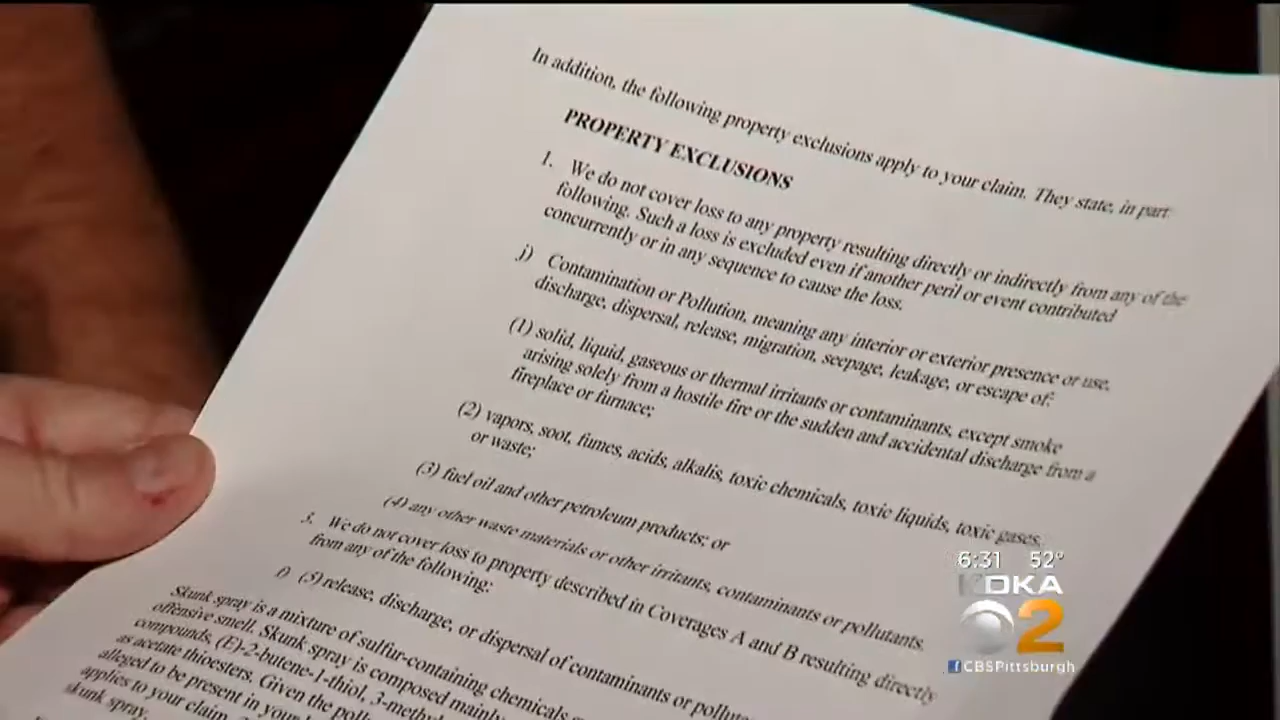 In addition, the following property exclusions apply to your claim. They state, in part
PROPERTY EXCLUSIONS
1. We do not cover loss to any property resulting directly or indirectly from any of the
following. Such a loss is excluded even if another peril or event contributed
concurrently or in any sequence to cause the loss.
j) Contamination or Pollution, meaning any interior or exterior presence or use,
discharge, dispersal, release, migration, seepage, leakage, or escape of:
(1) solid, liquid, gaseous or thermal irritants or contaminants, except smoke
arising solely from a hostile fire or the sudden and accidental discharge from a
fireplace or furnace;
(2) vapors, soot, fumes, acids, alkalis, toxic chemicals, toxic liquids, toxic gases,
or waste;
(3) fuel oil and other petroleum products; or
(4) any other waste materials or other irritants, contaminants or pollutants.
3. We do not cover loss to property described in Coverages A and B resulting directly
from any of the following:
f) (5) release, discharge, or dispersal of contaminants or
Skunk spray is a mixture of sulfur-containing chemicals
offensive smell. Skunk spray is composed
compounds, (E)-2-butene-1-thiol,
as acetate thioesters. Given the
alleged to be present in your
applies to your claim.
skunk spray.
6:31 52°
KDKA
2
CBSPittsburgh